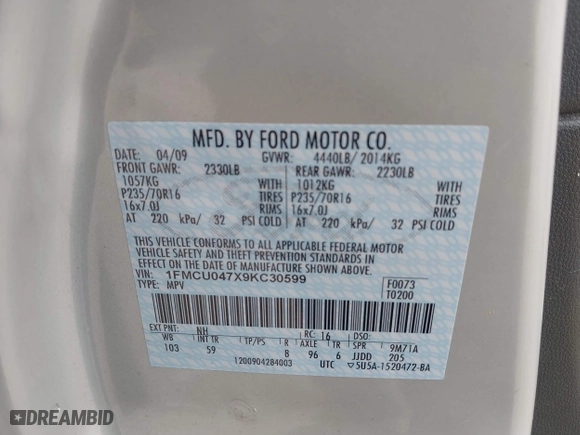 MFD. BY FORD MOTOR CO.
DATE: 04/09 GVWR: 4440LB/ 2014KG
FRONT GAWR: 2330LB REAR GAWR: 2230LB
1057KG WITH 1012KG WITH
P235/70R16 TIRES P235/70R16 TIRES
16x7.0J RIMS 16x7.0J RIMS
AT 220 kPa/ 32 PSI COLD AT 220 kPa/ 32 PSI COLD
THIS VEHICLE CONFORMS TO ALL APPLICABLE FEDERAL MOTOR
VEHICLE SAFETY AND THEFT PREVENTION STANDARDS IN
EFFECT ON THE DATE OF MANUFACTURE SHOWN ABOVE.
VIN: 1FMCU047X9KC30599 F0073
TYPE: MPV T0200
EXT PNT: NH RC: 16 DSO:
WB INT TR TP/PS R AXLE TR SPR 9M71A
103 59 8 96 6 JJDD 205
1200904284003 UTC ▽5U5A-1520472-BA
DREAMBID